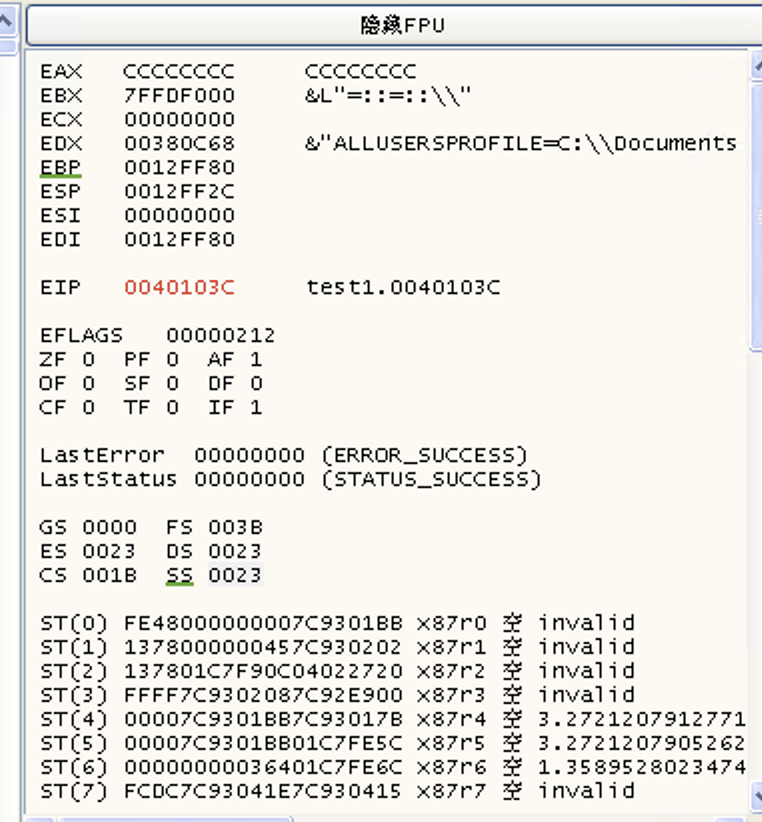 隐藏FPU
EAX CCCCCCCC CCCCCCCC
EBX 7FFDF000 &L"=::=::\\"
ECX 00000000
EDX 00380C68 &"ALLUSERSPROFILE=C:\\Documents
EBP 0012FF80
ESP 0012FF2C
ESI 00000000
EDI 0012FF80
EIP 0040103C test1.0040103C
EFLAGS 00000212
ZF 0 PF 0 AF 1
OF 0 SF 0 DF 0
CF 0 TF 0 IF 1
LastError 00000000 (ERROR_SUCCESS)
LastStatus 00000000 (STATUS_SUCCESS)
GS 0000 FS 003B
ES 0023 DS 0023
CS 001B SS 0023
ST(0) FE48000000007C9301BB x87r0 空 invalid
ST(1) 1378000000457C930202 x87r1 空 invalid
ST(2) 137801C7F90C04022720 x87r2 空 invalid
ST(3) FFFF7C9302087C92E900 x87r3 空 invalid
ST(4) 00007C9301BB7C93017B x87r4 空 3.2721207912771
ST(5) 00007C9301BB01C7FE5C x87r5 空 3.2721207905262
ST(6) 00000000036401C7FE6C x87r6 空 1.3589528023474
ST(7) FCDC7C93041E7C930415 x87r7 空 invalid